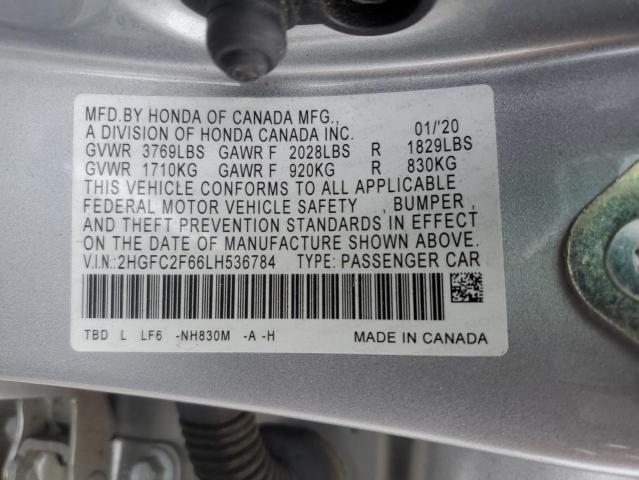 MFD.BY HONDA OF CANADA MFG.,
A DIVISION OF HONDA CANADA INC. 01/'20
GVWR 3769LBS GAWR F 2028LBS R 1829LBS
GVWR 1710KG GAWR F 920KG R 830KG
THIS VEHICLE CONFORMS TO ALL APPLICABLE
FEDERAL MOTOR VEHICLE SAFETY , BUMPER ,
AND THEFT PREVENTION STANDARDS IN EFFECT
ON THE DATE OF MANUFACTURE SHOWN ABOVE.
V.I.N.:2HGFC2F66LH536784 TYPE: PASSENGER CAR
TBD L LF6 -NH830M -A -H MADE IN CANADA